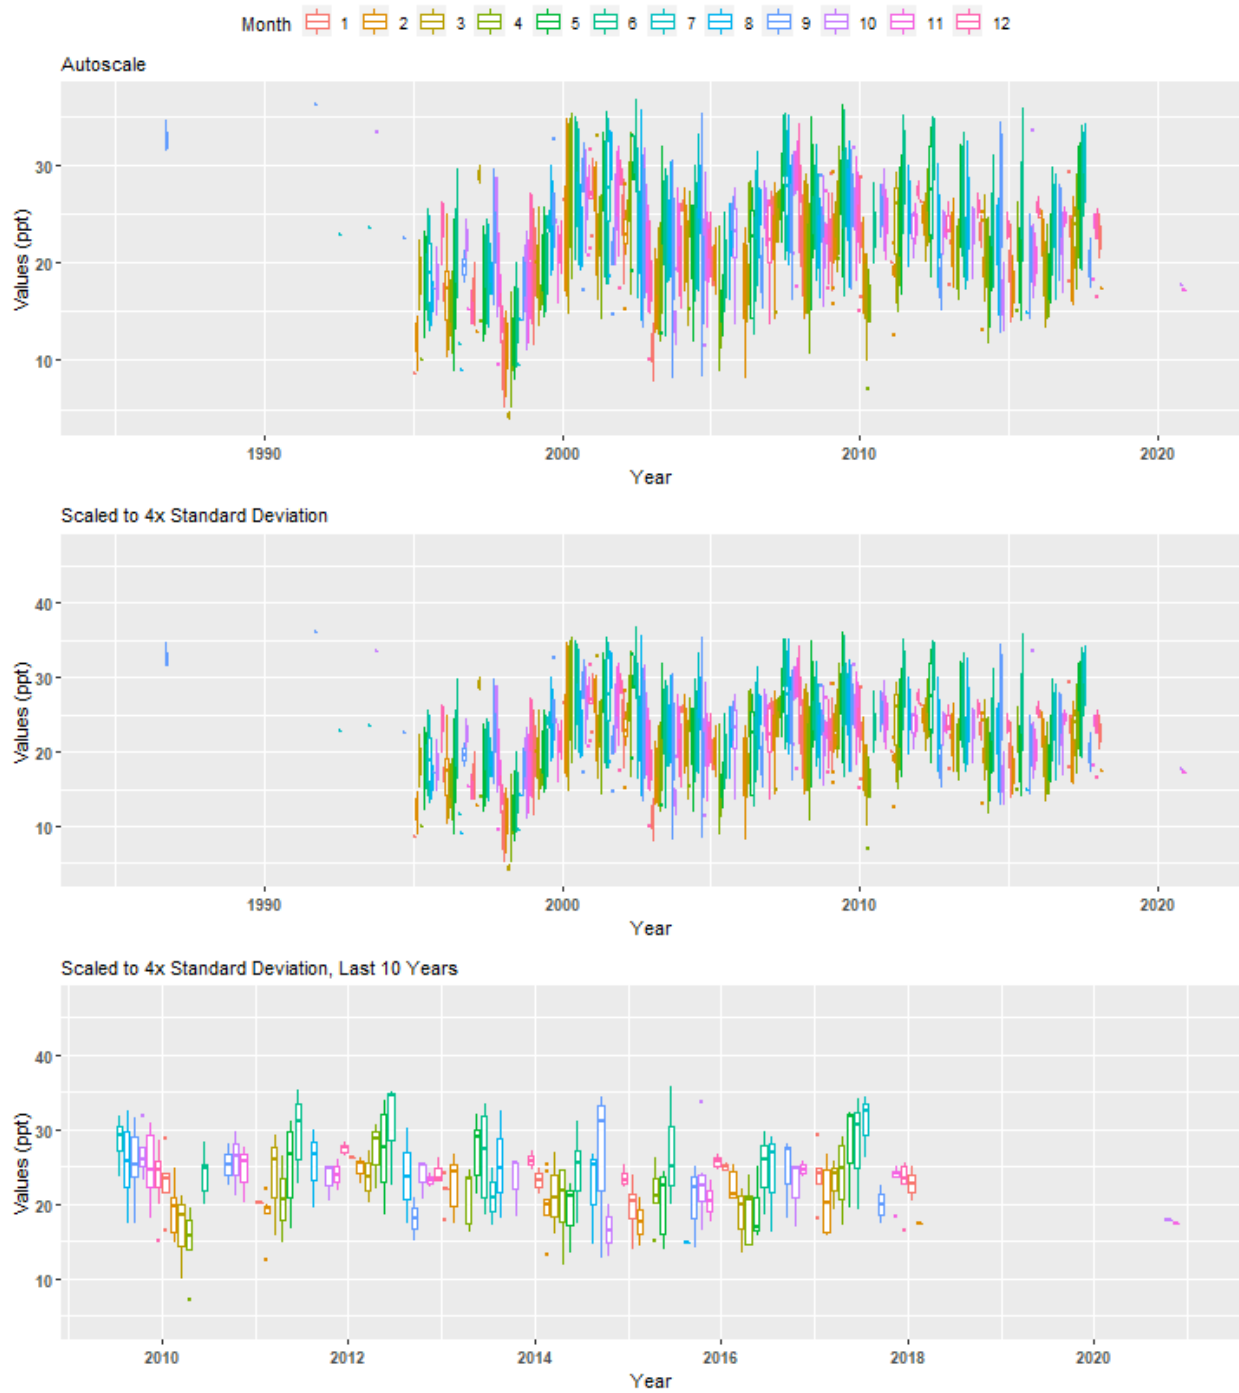 Month 1 2 3 4 5 6 7 8 9 10 11 12
Autoscale
Values (ppt)
30
20
10
1990 2000 2010 2020
Year
Scaled to 4x Standard Deviation
Values (ppt)
40
30
20
10
1990 2000 2010 2020
Year
Scaled to 4x Standard Deviation, Last 10 Years
Values (ppt)
40
30
20
10
2010 2012 2014 2016 2018 2020
Year